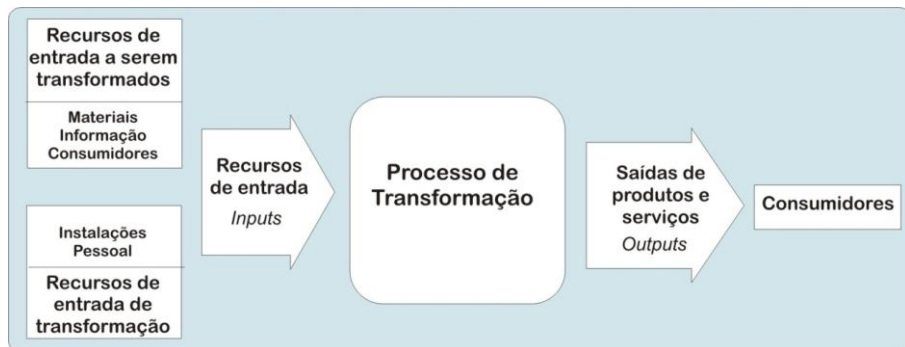 Recursos de
entrada a serem
transformados
Materiais
Informação
Consumidores
Instalações
Pessoal
Recursos de
entrada de
transformação
Recursos
de entrada
Inputs
Processo de
Transformação
Saídas de
produtos e
serviços
Outputs
Consumidores